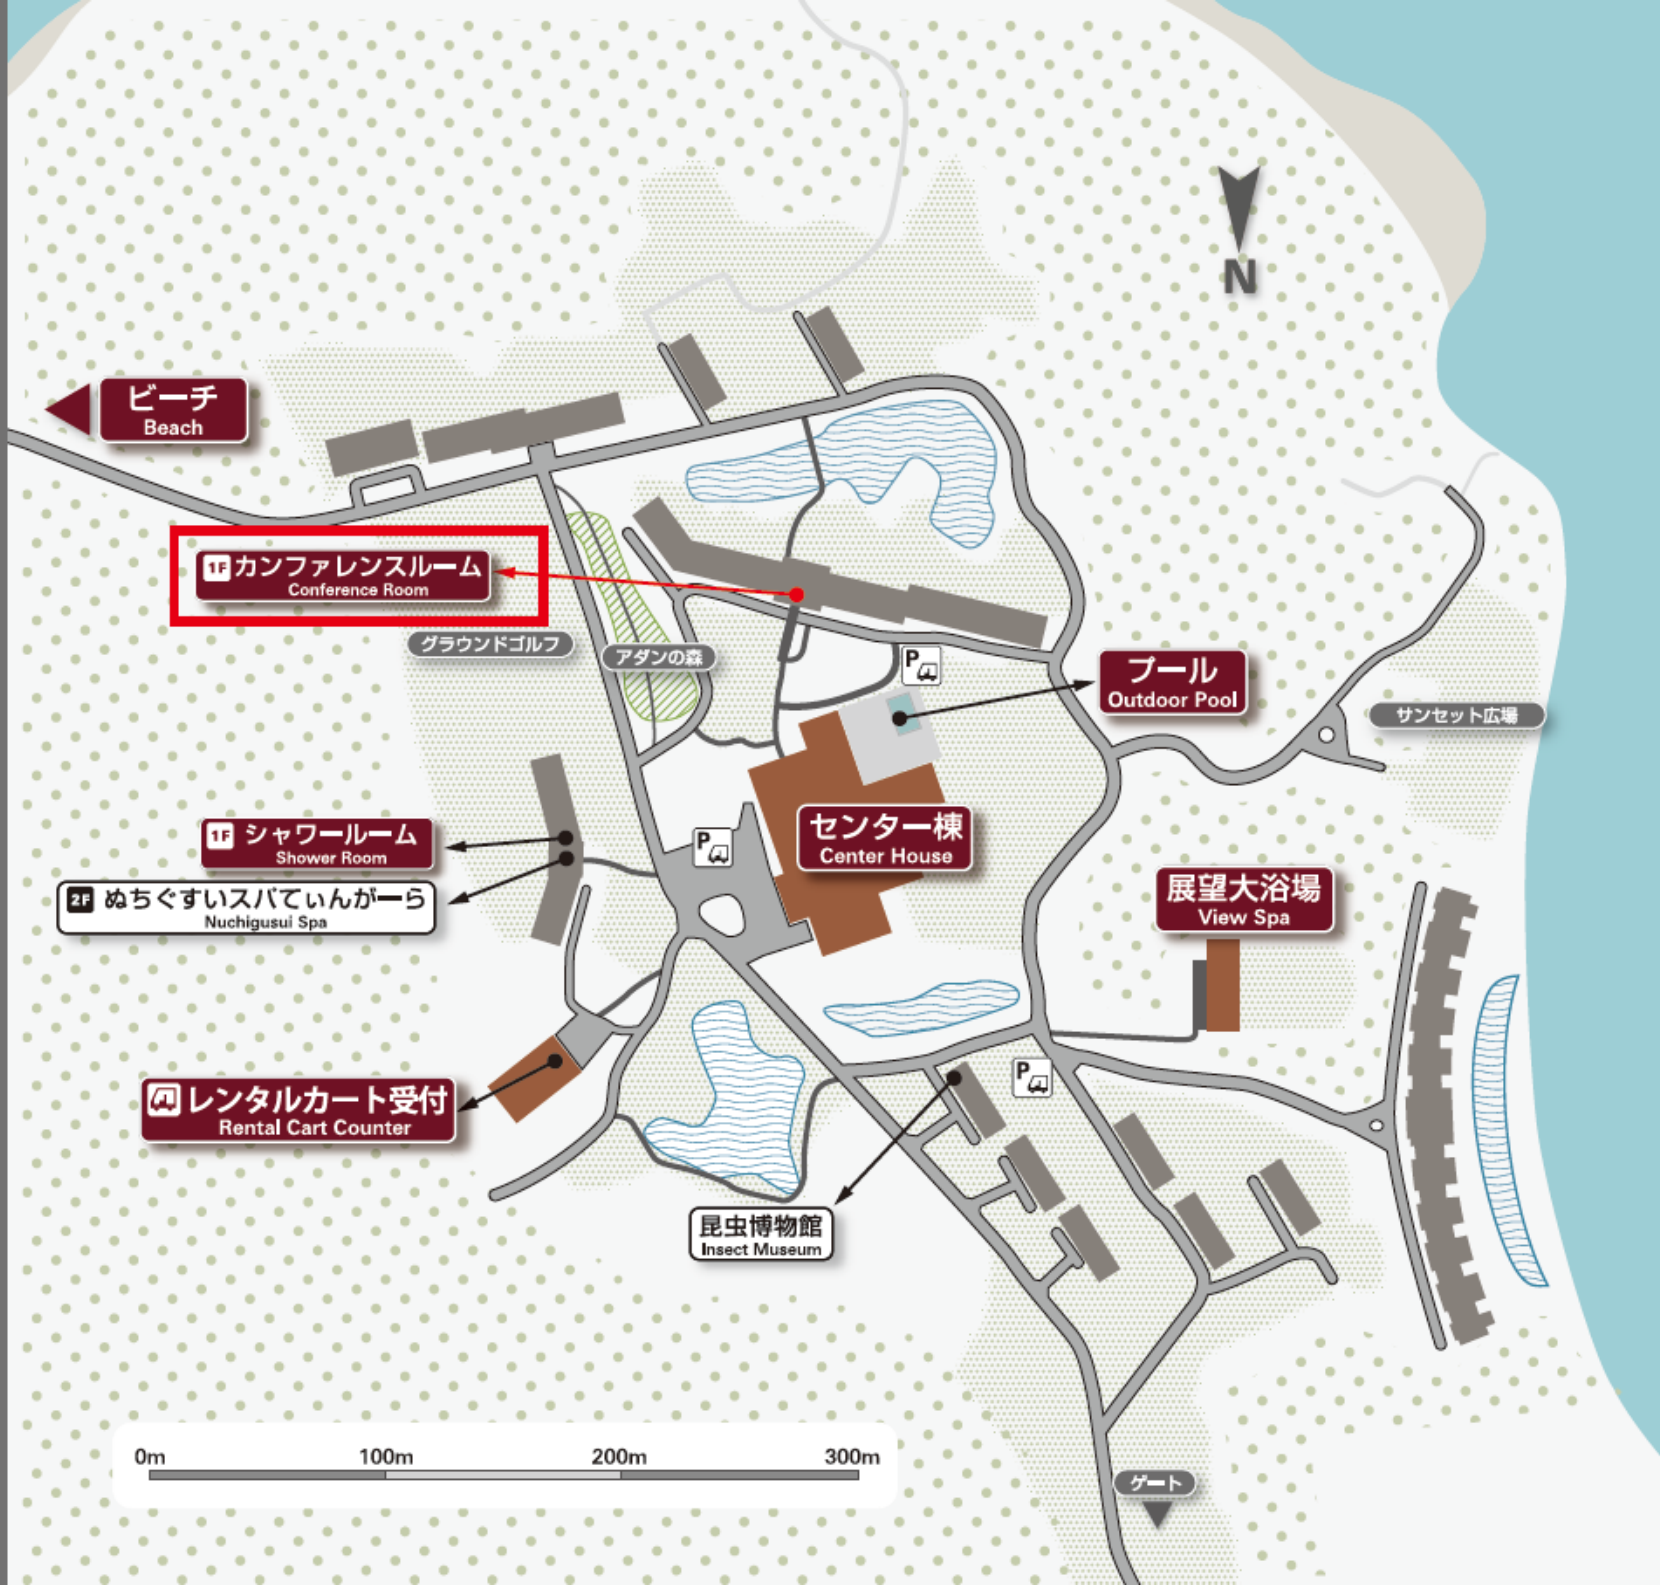 N
ビーチ
Beach
1F カンファレンスルーム
Conference Room
グラウンドゴルフ
アダンの森
P
プール
Outdoor Pool
サンセット広場
1F シャワールーム
Shower Room
P
センター棟
Center House
2F ぬちぐすいスパてぃんがーら
Nuchigusui Spa
展望大浴場
View Spa
レンタルカート受付
Rental Cart Counter
P
昆虫博物館
Insect Museum
0m 100m 200m 300m
ゲート